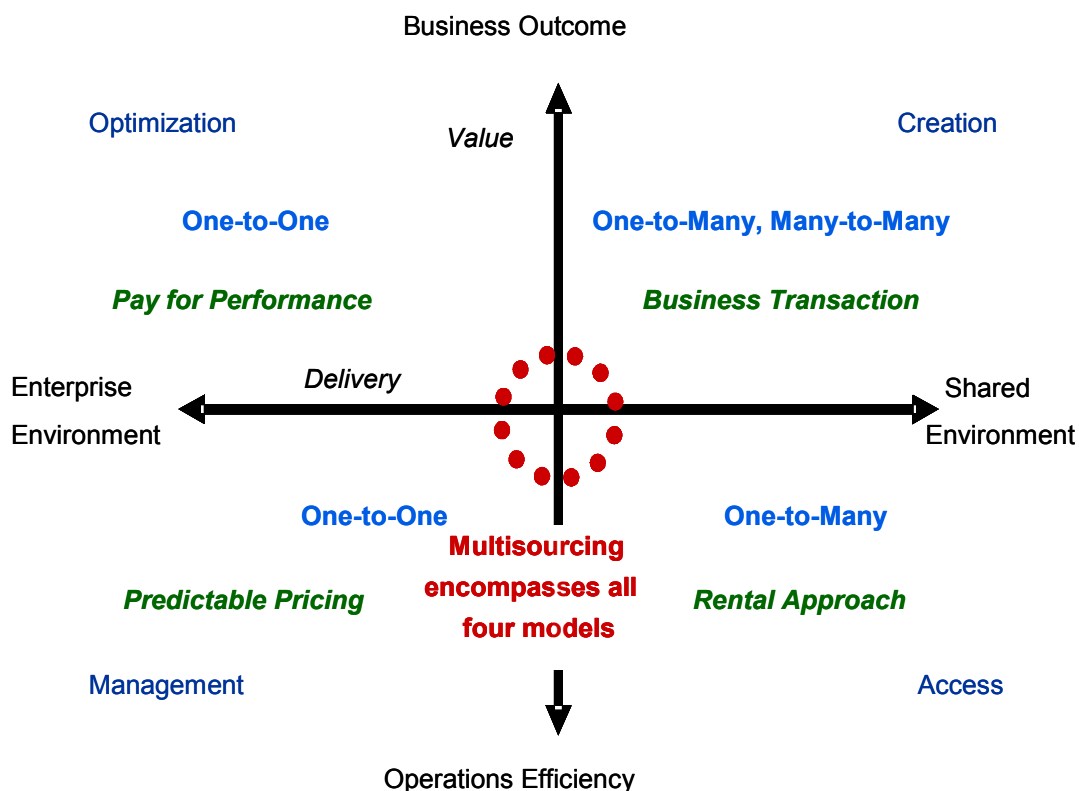 Business Outcome
Optimization
Value
Creation
One-to-One
One-to-Many, Many-to-Many
Pay for Performance
Business Transaction
Enterprise
Environment
Delivery
Shared
Environment
One-to-One
One-to-Many
Multisourcing
encompasses all
four models
Predictable Pricing
Rental Approach
Management
Access
Operations Efficiency